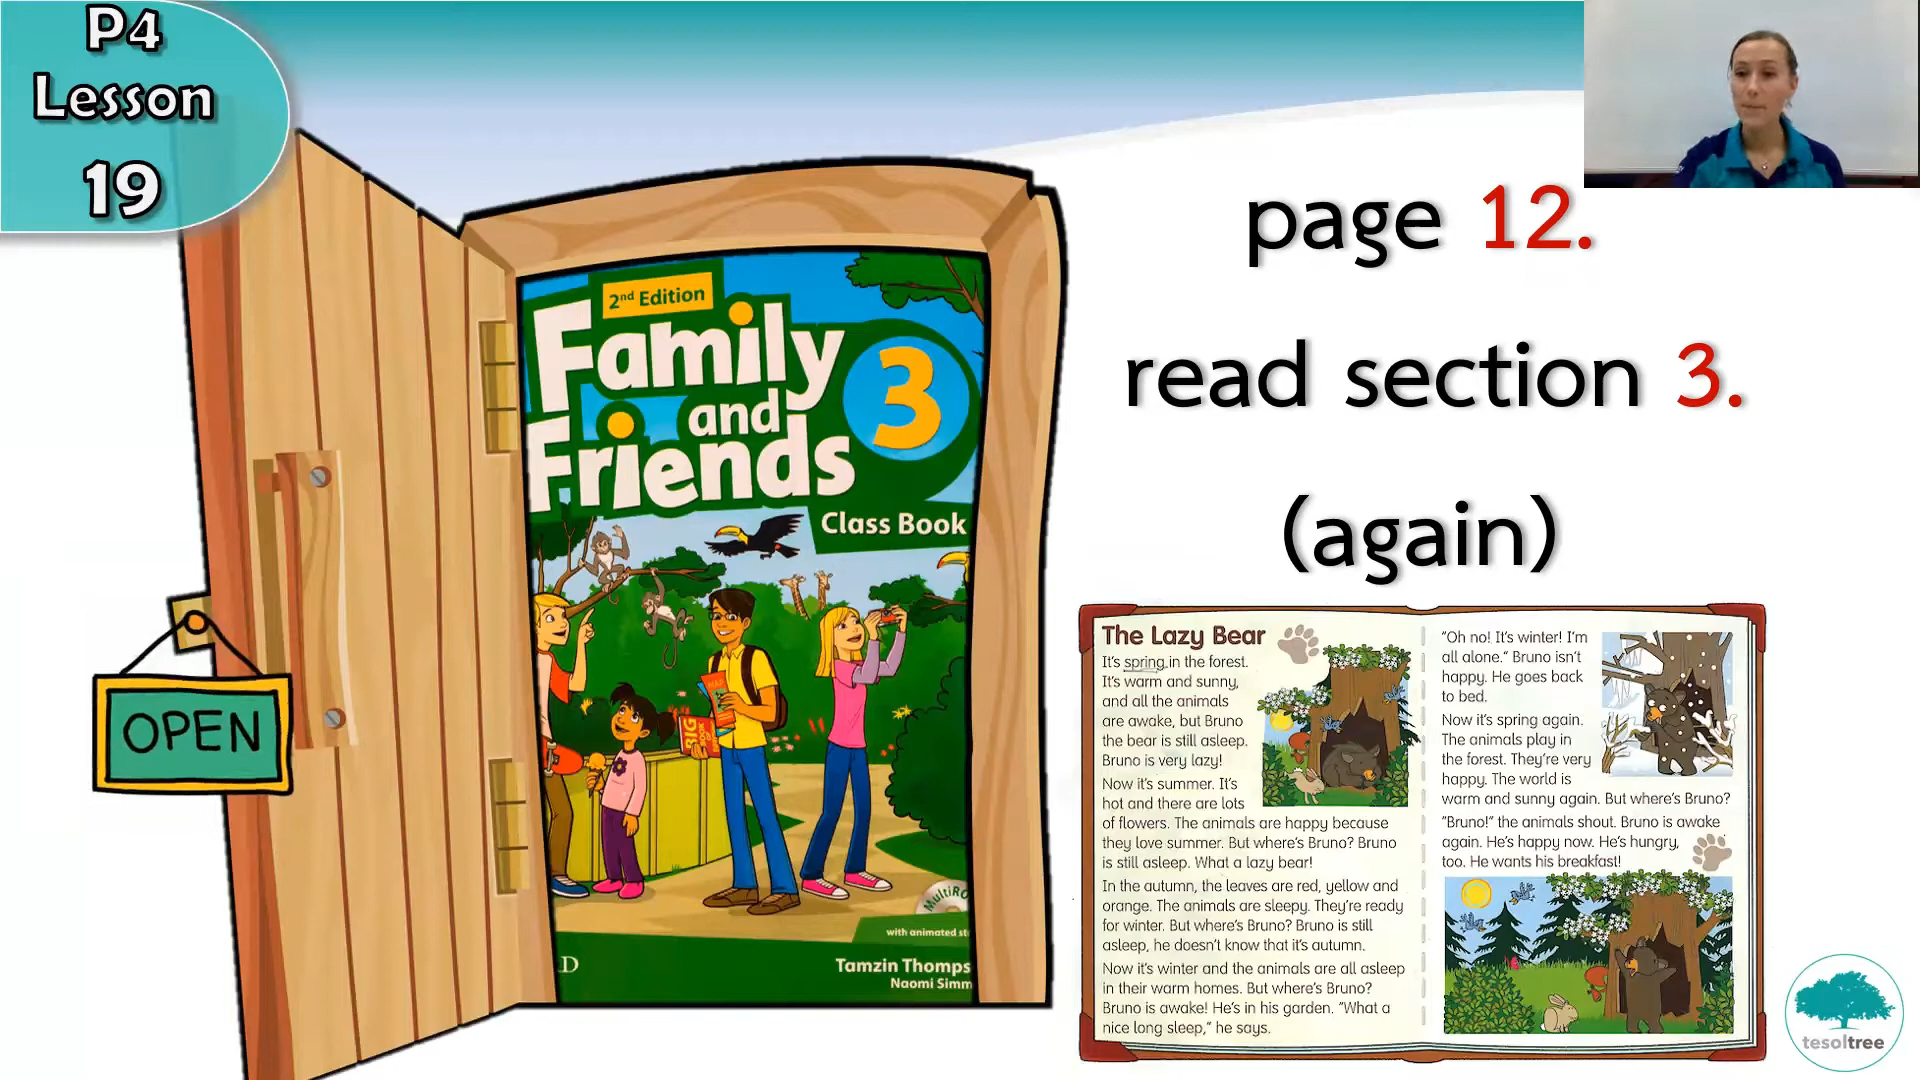 P4
Lesson
19
page 12.
read section 3.
(again)
2nd Edition
Family
and
Friends
3
Class Book
OPEN
BIG
MultiRO
with animated st
Tamzin Thomps
Naomi Simm
D
The Lazy Bear
It's spring in the forest.
It's warm and sunny,
and all the animals
are awake, but Bruno
the bear is still asleep.
Bruno is very lazy!
Now it's summer. It's
hot and there are lots
of flowers. The animals are happy because
they love summer. But where's Bruno? Bruno
is still asleep. What a lazy bear!
In the autumn, the leaves are red, yellow and
orange. The animals are sleepy. They're ready
for winter. But where's Bruno? Bruno is still
asleep, he doesn't know that it's autumn.
Now it's winter and the animals are all asleep
in their warm homes. But where's Bruno?
Bruno is awake! He's in his garden. "What a
nice long sleep," he says.
"Oh no! It's winter! I'm
all alone." Bruno isn't
happy. He goes back
to bed.
Now it's spring again.
The animals play in
the forest. They're very
happy. The world is
warm and sunny again. But where's Bruno?
"Bruno!" the animals shout. Bruno is awake
again. He's happy now. He's hungry,
too. He wants his breakfast!
tesoltree